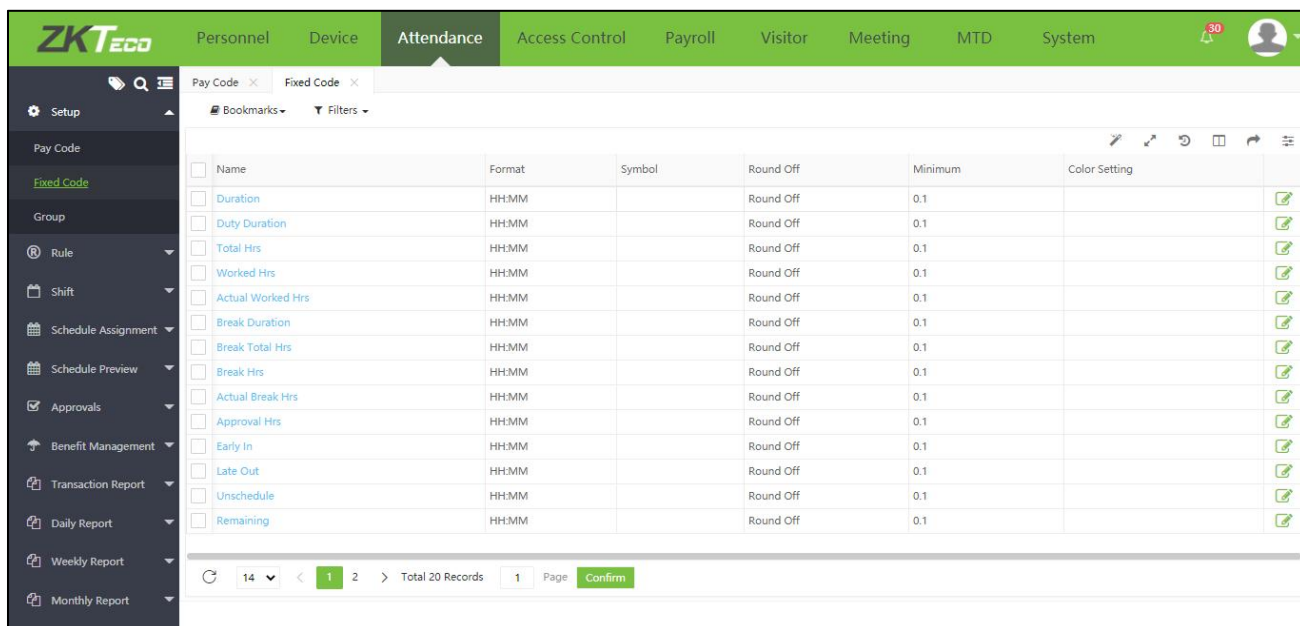 ZKTeco Personnel Device Attendance Access Control Payroll Visitor Meeting MTD System 30
Pay Code Fixed Code
Setup
Bookmarks Filters
Pay Code
Fixed Code
Group
Rule
Shift
Schedule Assignment
Schedule Preview
Approvals
Benefit Management
Transaction Report
Daily Report
Weekly Report
Monthly Report
Name Format Symbol Round Off Minimum Color Setting
Duration HH:MM Round Off 0.1
Duty Duration HH:MM Round Off 0.1
Total Hrs HH:MM Round Off 0.1
Worked Hrs HH:MM Round Off 0.1
Actual Worked Hrs HH:MM Round Off 0.1
Break Duration HH:MM Round Off 0.1
Break Total Hrs HH:MM Round Off 0.1
Break Hrs HH:MM Round Off 0.1
Actual Break Hrs HH:MM Round Off 0.1
Approval Hrs HH:MM Round Off 0.1
Early In HH:MM Round Off 0.1
Late Out HH:MM Round Off 0.1
Unschedule HH:MM Round Off 0.1
Remaining HH:MM Round Off 0.1
14 < 1 2 > Total 20 Records 1 Page Confirm